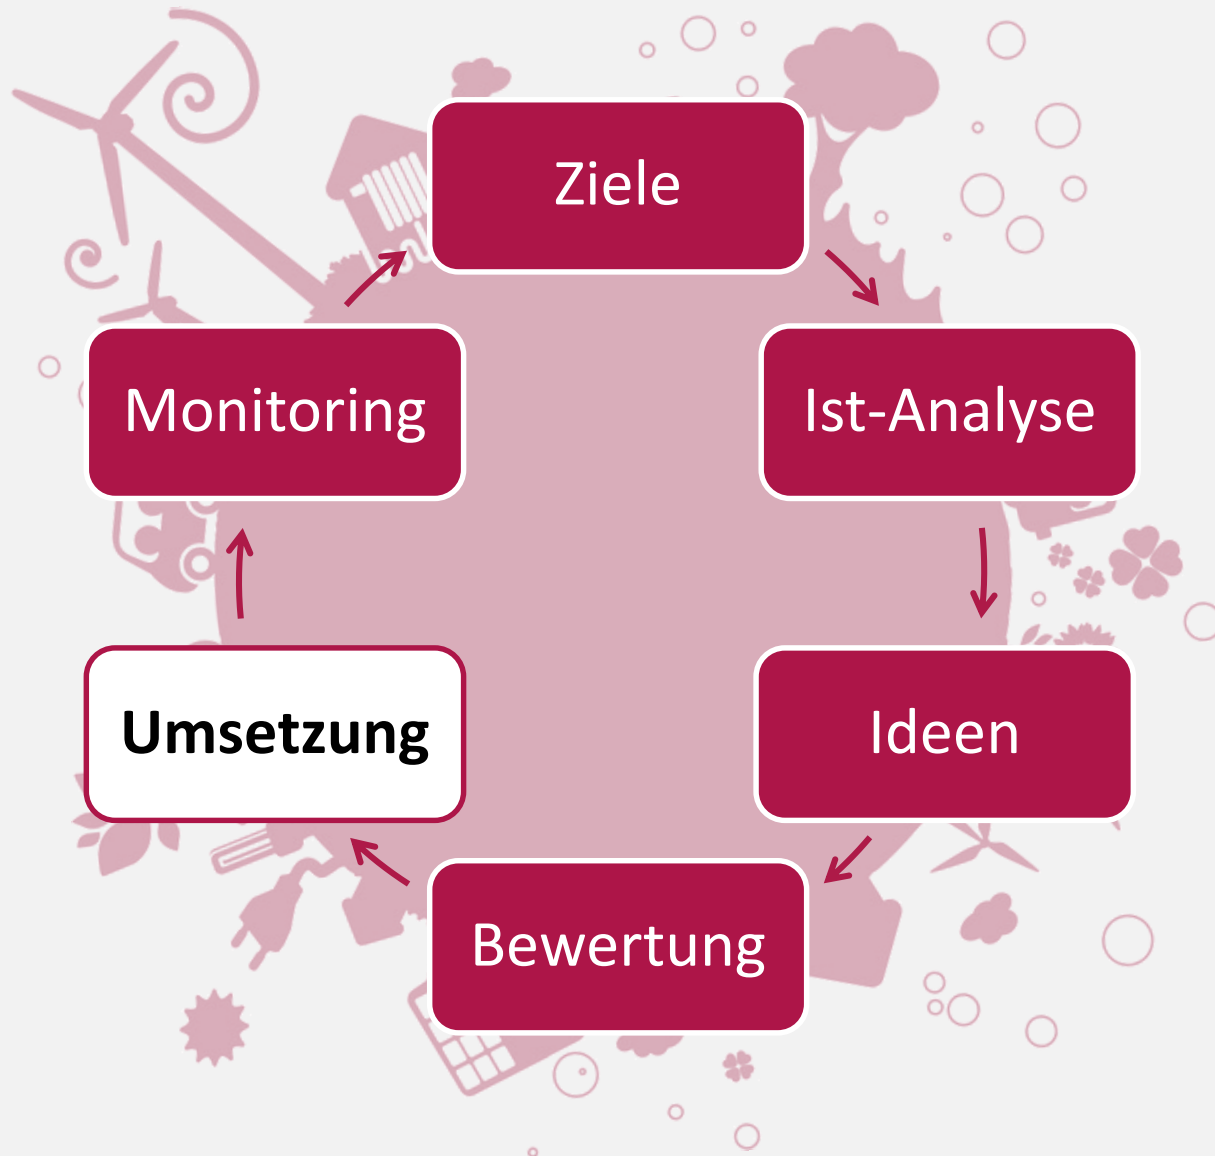 Ziele
Ist-Analyse
Ideen
Bewertung
Umsetzung
Monitoring